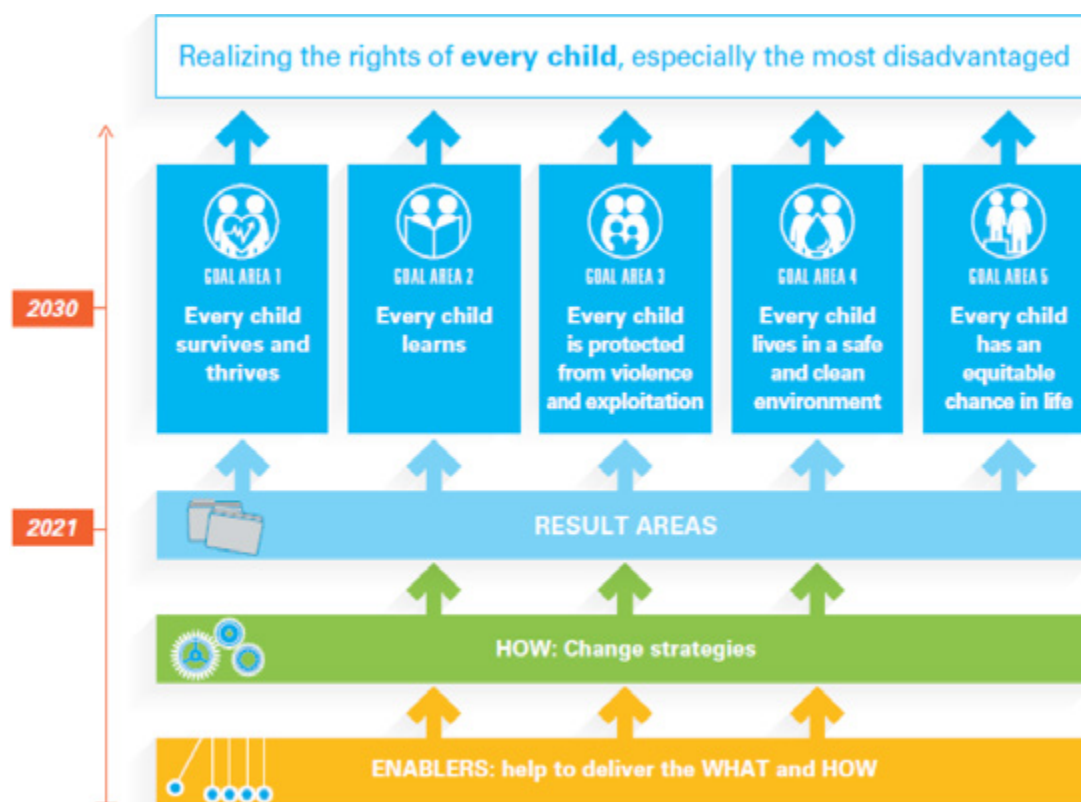 Realizing the rights of every child, especially the most disadvantaged
GOAL AREA 1
Every child
survives and
thrives
GOAL AREA 2
Every child
learns
GOAL AREA 3
Every child
is protected
from violence
and exploitation
GOAL AREA 4
Every child
lives in a safe
and clean
environment
GOAL AREA 5
Every child
has an
equitable
chance in life
2030
2021
RESULT AREAS
HOW: Change strategies
ENABLERS: help to deliver the WHAT and HOW